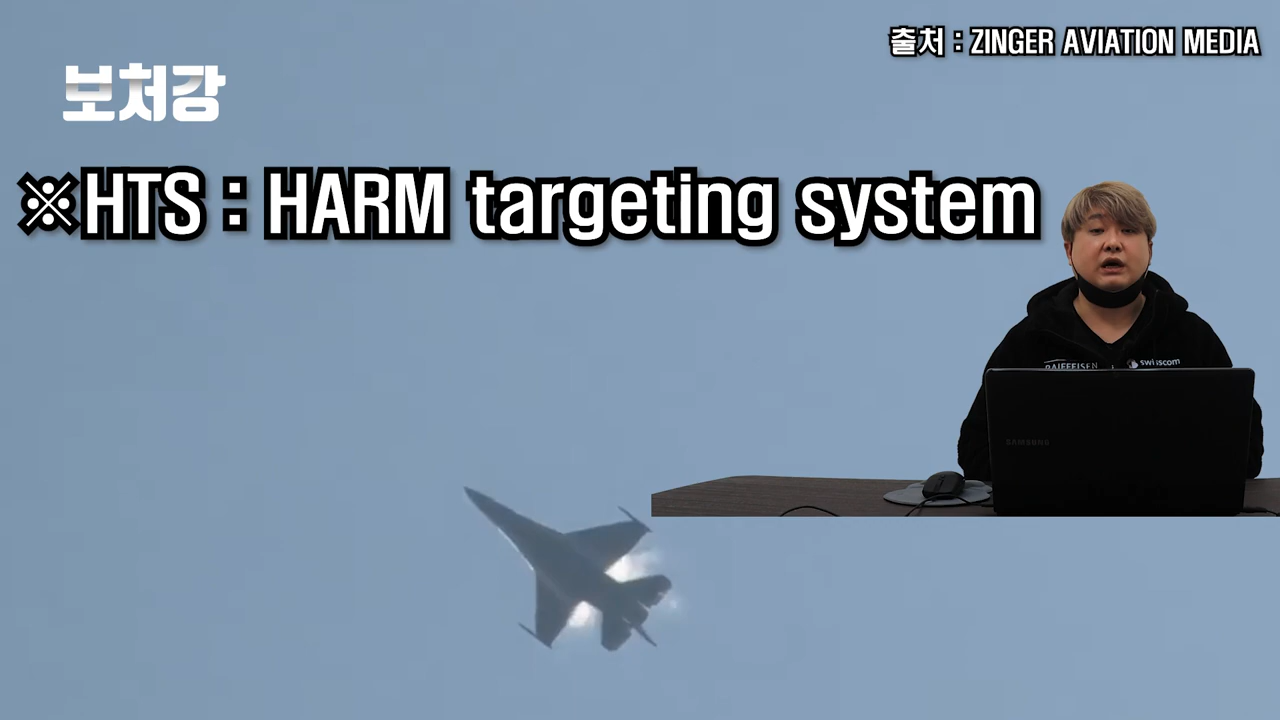 출처 : ZINGER AVIATION MEDIA
보처강
※HTS : HARM targeting system
RAIFFEISEN
swisscom
SAMSUNG